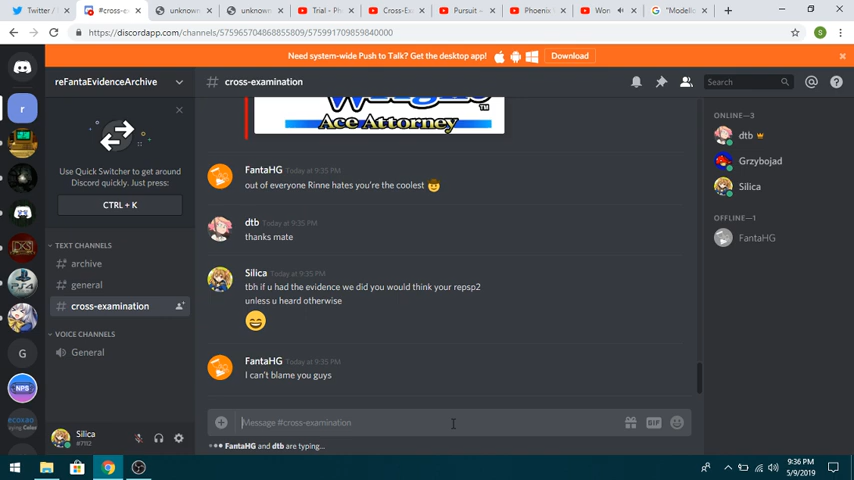 Twitter /
#cross-e
unknown
unknown
Trial - Ph
Cross-Ex
Pursuit -
Phoenix
Wor
"Modello
https://discordapp.com/channels/575965704868855809/575971709839840000
Need system-wide Push to Talk? Get the desktop app!
Download
reFantaEvidenceArchive
# cross-examination
Search
Use Quick Switcher to get around
Discord quickly. Just press:
CTRL + K
TEXT CHANNELS
# archive
# general
# cross-examination
VOICE CHANNELS
General
G
NPS
Silica
#7112
Ace Attorney
TM
FantaHG Today at 9:35 PM
out of everyone Rinne hates you're the coolest
dtb Today at 9:35 PM
thanks mate
Silica Today at 9:35 PM
tbh if u had the evidence we did you would think your repsp2
unless u heard otherwise
FantaHG Today at 9:35 PM
I can't blame you guys
Message #cross-examination
GIF
FantaHG and dtb are typing...
ONLINE—3
dtb
Grzybojad
Silica
OFFLINE—1
FantaHG
9:36 PM
5/9/2019